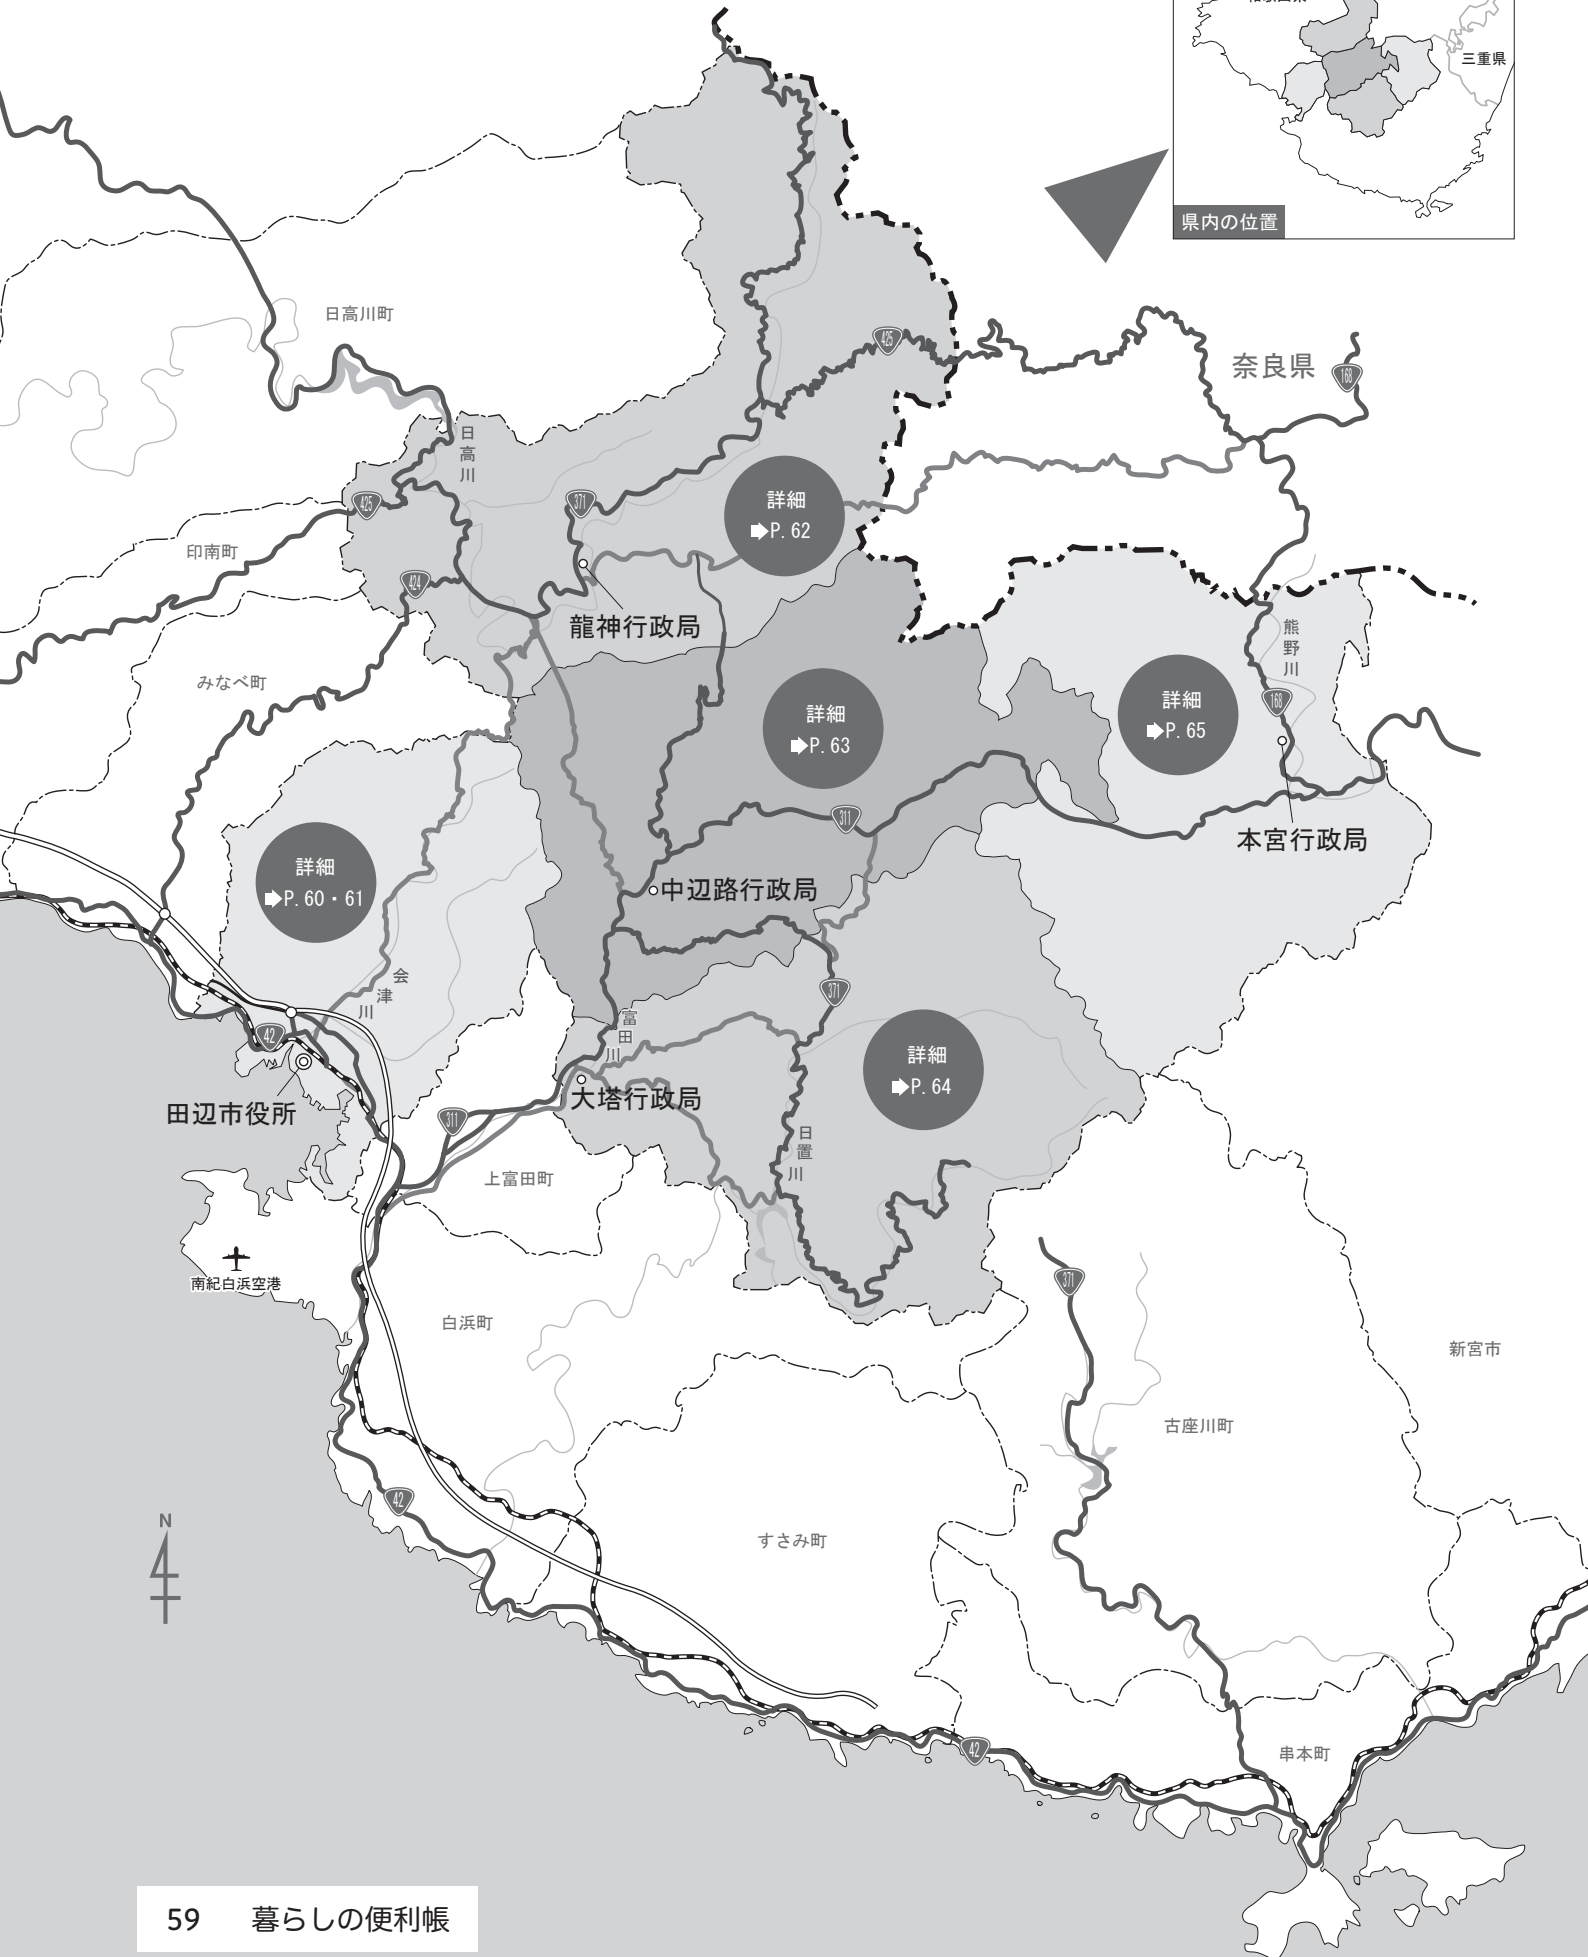 三重県
県内の位置
日高川町
425
奈良県
168
日高川
詳細
P. 62
371
425
印南町
424
龍神行政局
熊野川
みなべ町
詳細
P. 63
詳細
P. 65
168
311
本宮行政局
詳細
P. 60・61
中辺路行政局
会津川
371
富田川
42
詳細
P. 64
田辺市役所
大塔行政局
311
日置川
上富田町
南紀白浜空港
371
白浜町
新宮市
古座川町
42
N
すさみ町
42
串本町
59 暮らしの便利帳